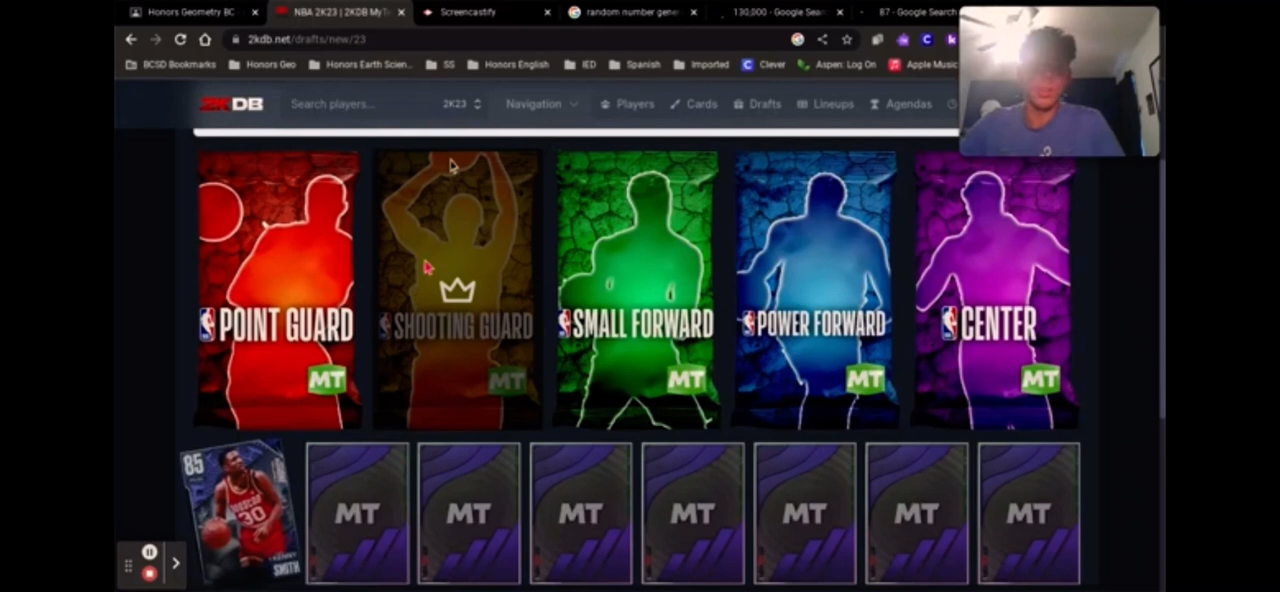 Honors Geometry BC
NBA 2K23 | 2KDB MyT
Screencastify
random number gene
130,000 - Google Sea
87 - Google Search
2kdb.net/drafts/new/23
BCSD Bookmarks
Honors Geo
Honors Earth Scien...
SS
Honors English
IED
Spanish
Imported
Clever
Aspen: Log On
Apple Music
2KDB
Search players...
2K23
Navigation
Players
Cards
Drafts
Lineups
Agendas
POINT GUARD
SHOOTING GUARD
SMALL FORWARD
POWER FORWARD
CENTER
MT
MT
MT
MT
MT
85
30
SMITH
MT
MT
MT
MT
MT
MT
MT